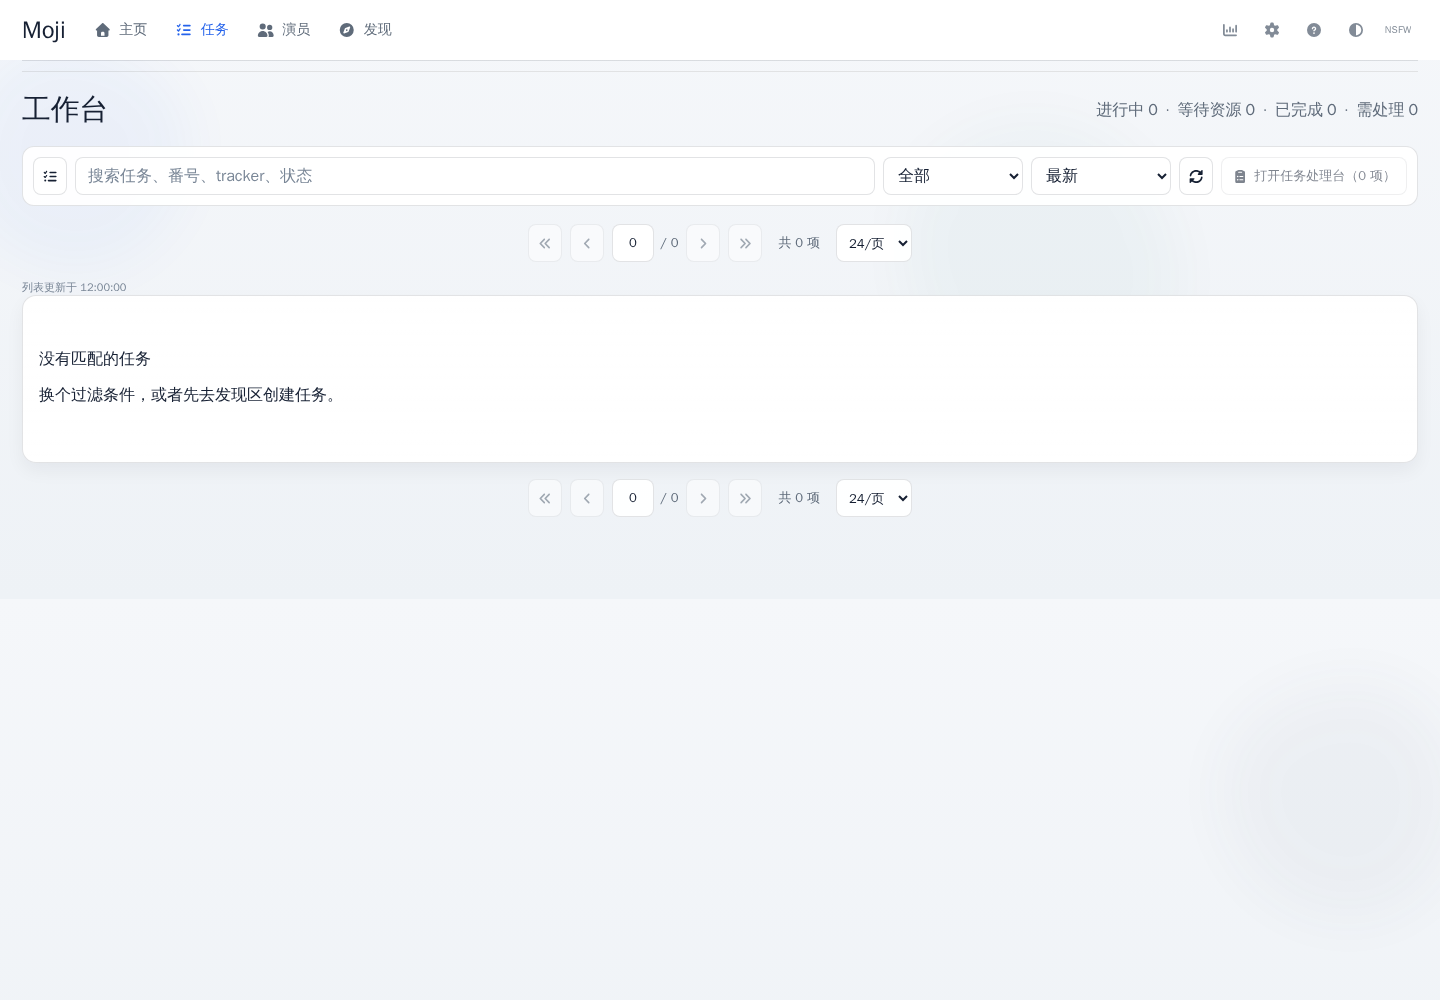 Moji 主页 任务 演员 发现 NSFW
工作台 进行中 0 · 等待资源 0 · 已完成 0 · 需处理 0
搜索任务、番号、tracker、状态 全部 最新 打开任务处理台（0 项）
0 / 0 共 0 项 24/页
列表更新于 12:00:00
没有匹配的任务
换个过滤条件，或者先去发现区创建任务。
0 / 0 共 0 项 24/页